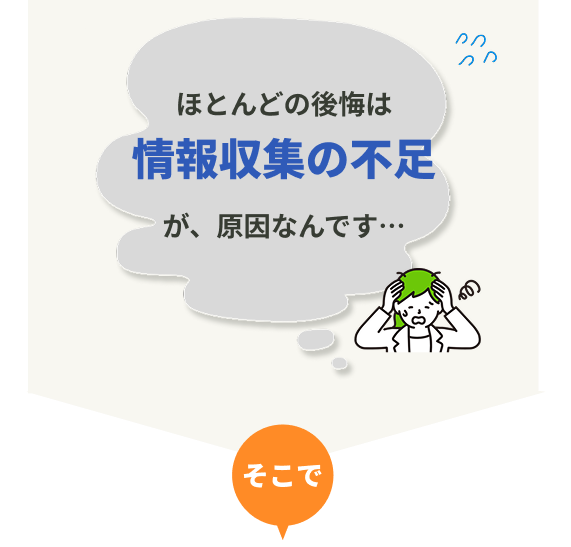 ほとんどの後悔は
情報収集の不足
が、原因なんです…
そこで